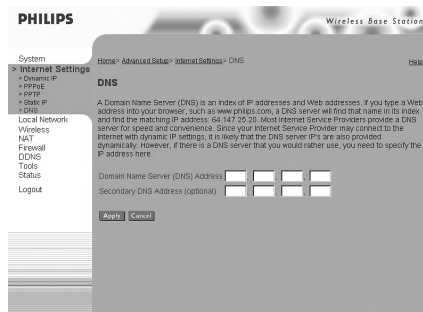 PHILIPS
Wireless Base Station
System
> Internet Settings
> Dynamic IP
> PPPoE
> PPTP
> Static IP
> DNS
Local Network
Wireless
NAT
Firewall
DDNS
Tools
Status
Logout
Home> Advanced Setup> Internet Settings> DNS
Help
DNS
A Domain Name Server (DNS) is an index of IP addresses and Web addresses. If you type a Web
address into your browser, such as www.philips.com, a DNS server will find that name in its index
and find the matching IP address: 64.147.25.20. Most Internet Service Providers provide a DNS
server for speed and convenience. Since your Internet Service Provider may connect to the
Internet with dynamic IP settings, it is likely that the DNS server IP's are also provided
dynamically. However, if there is a DNS server that you would rather use, you need to specify the
IP address here.
Domain Name Server (DNS) Address . . .
Secondary DNS Address (optional) . . .
Apply Cancel